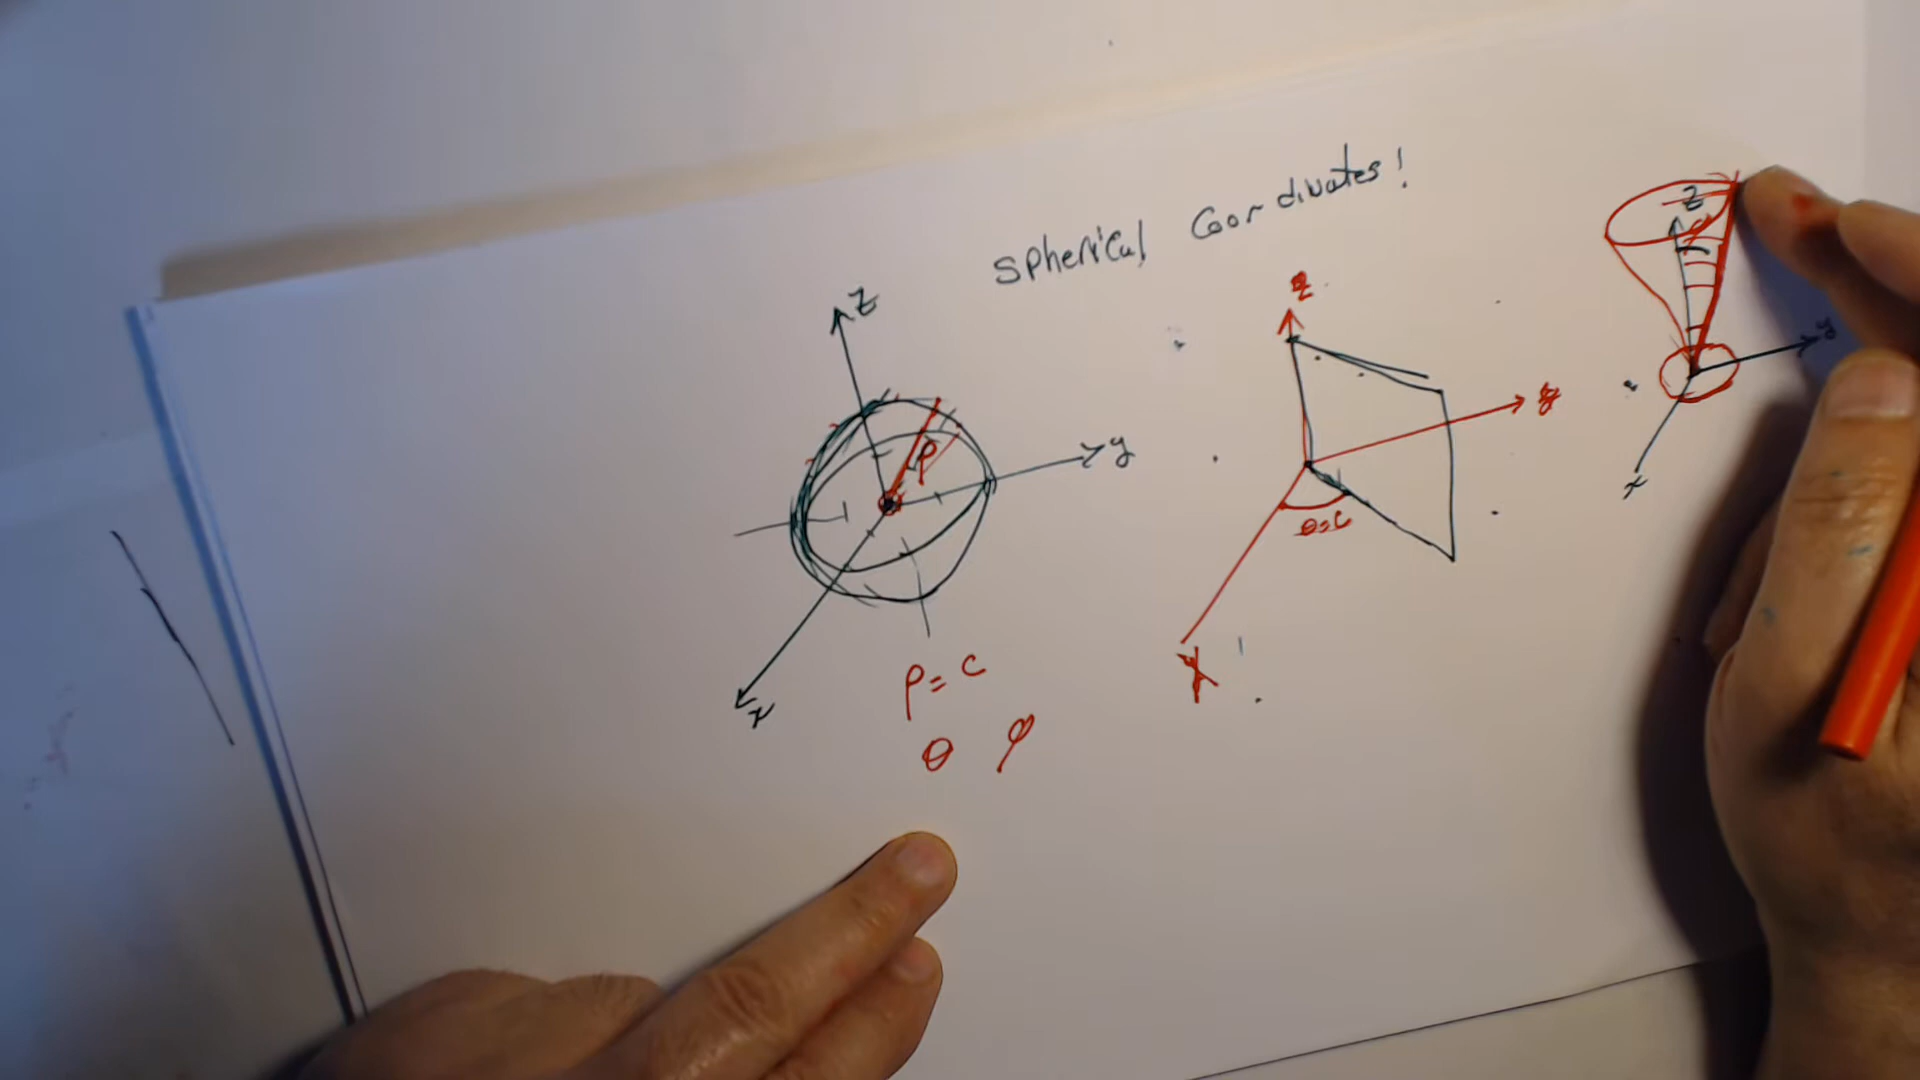 Spherical Coordinates!
z
y
x
ρ
ρ = c
θ φ
z
y
x
θ=c
z
y
x